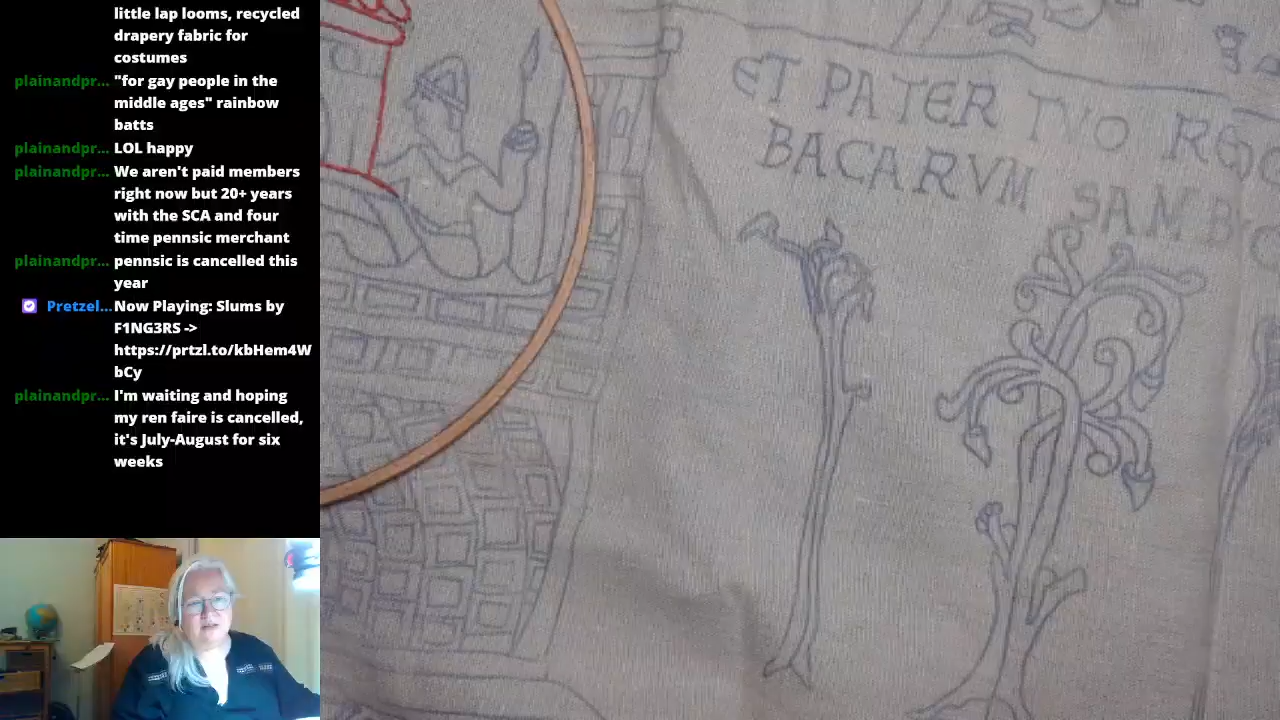 little lap looms, recycled
drapery fabric for
costumes
plainandpr... "for gay people in the
middle ages" rainbow
batts
plainandpr... LOL happy
plainandpr... We aren't paid members
right now but 20+ years
with the SCA and four
time pennsic merchant
plainandpr... pennsic is cancelled this
year
Pretzel... Now Playing: Slums by
F1NG3RS ->
https://prtzl.to/kbHem4W
bCy
plainandpr... I'm waiting and hoping
my ren faire is cancelled,
it's July-August for six
weeks
ET PATER TVO
BACARVM SAMB